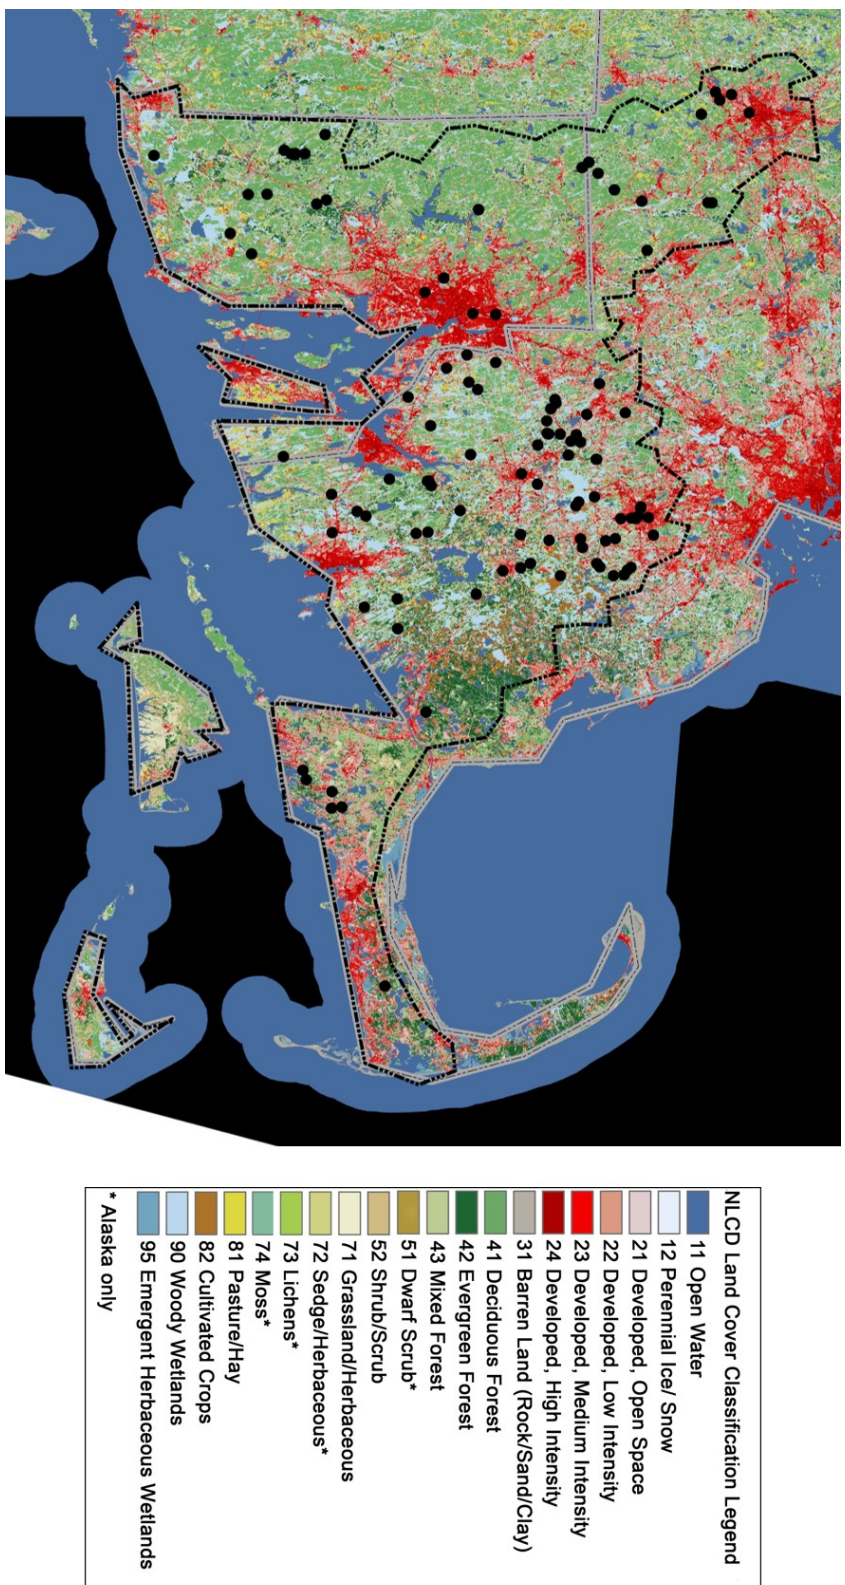 NLCD Land Cover Classification Legend
11 Open Water
12 Perennial Ice/ Snow
21 Developed, Open Space
22 Developed, Low Intensity
23 Developed, Medium Intensity
24 Developed, High Intensity
31 Barren Land (Rock/Sand/Clay)
41 Deciduous Forest
42 Evergreen Forest
43 Mixed Forest
51 Dwarf Scrub*
52 Shrub/Scrub
71 Grassland/Herbaceous
72 Sedge/Herbaceous*
73 Lichens*
74 Moss*
81 Pasture/Hay
82 Cultivated Crops
90 Woody Wetlands
95 Emergent Herbaceous Wetlands
* Alaska only